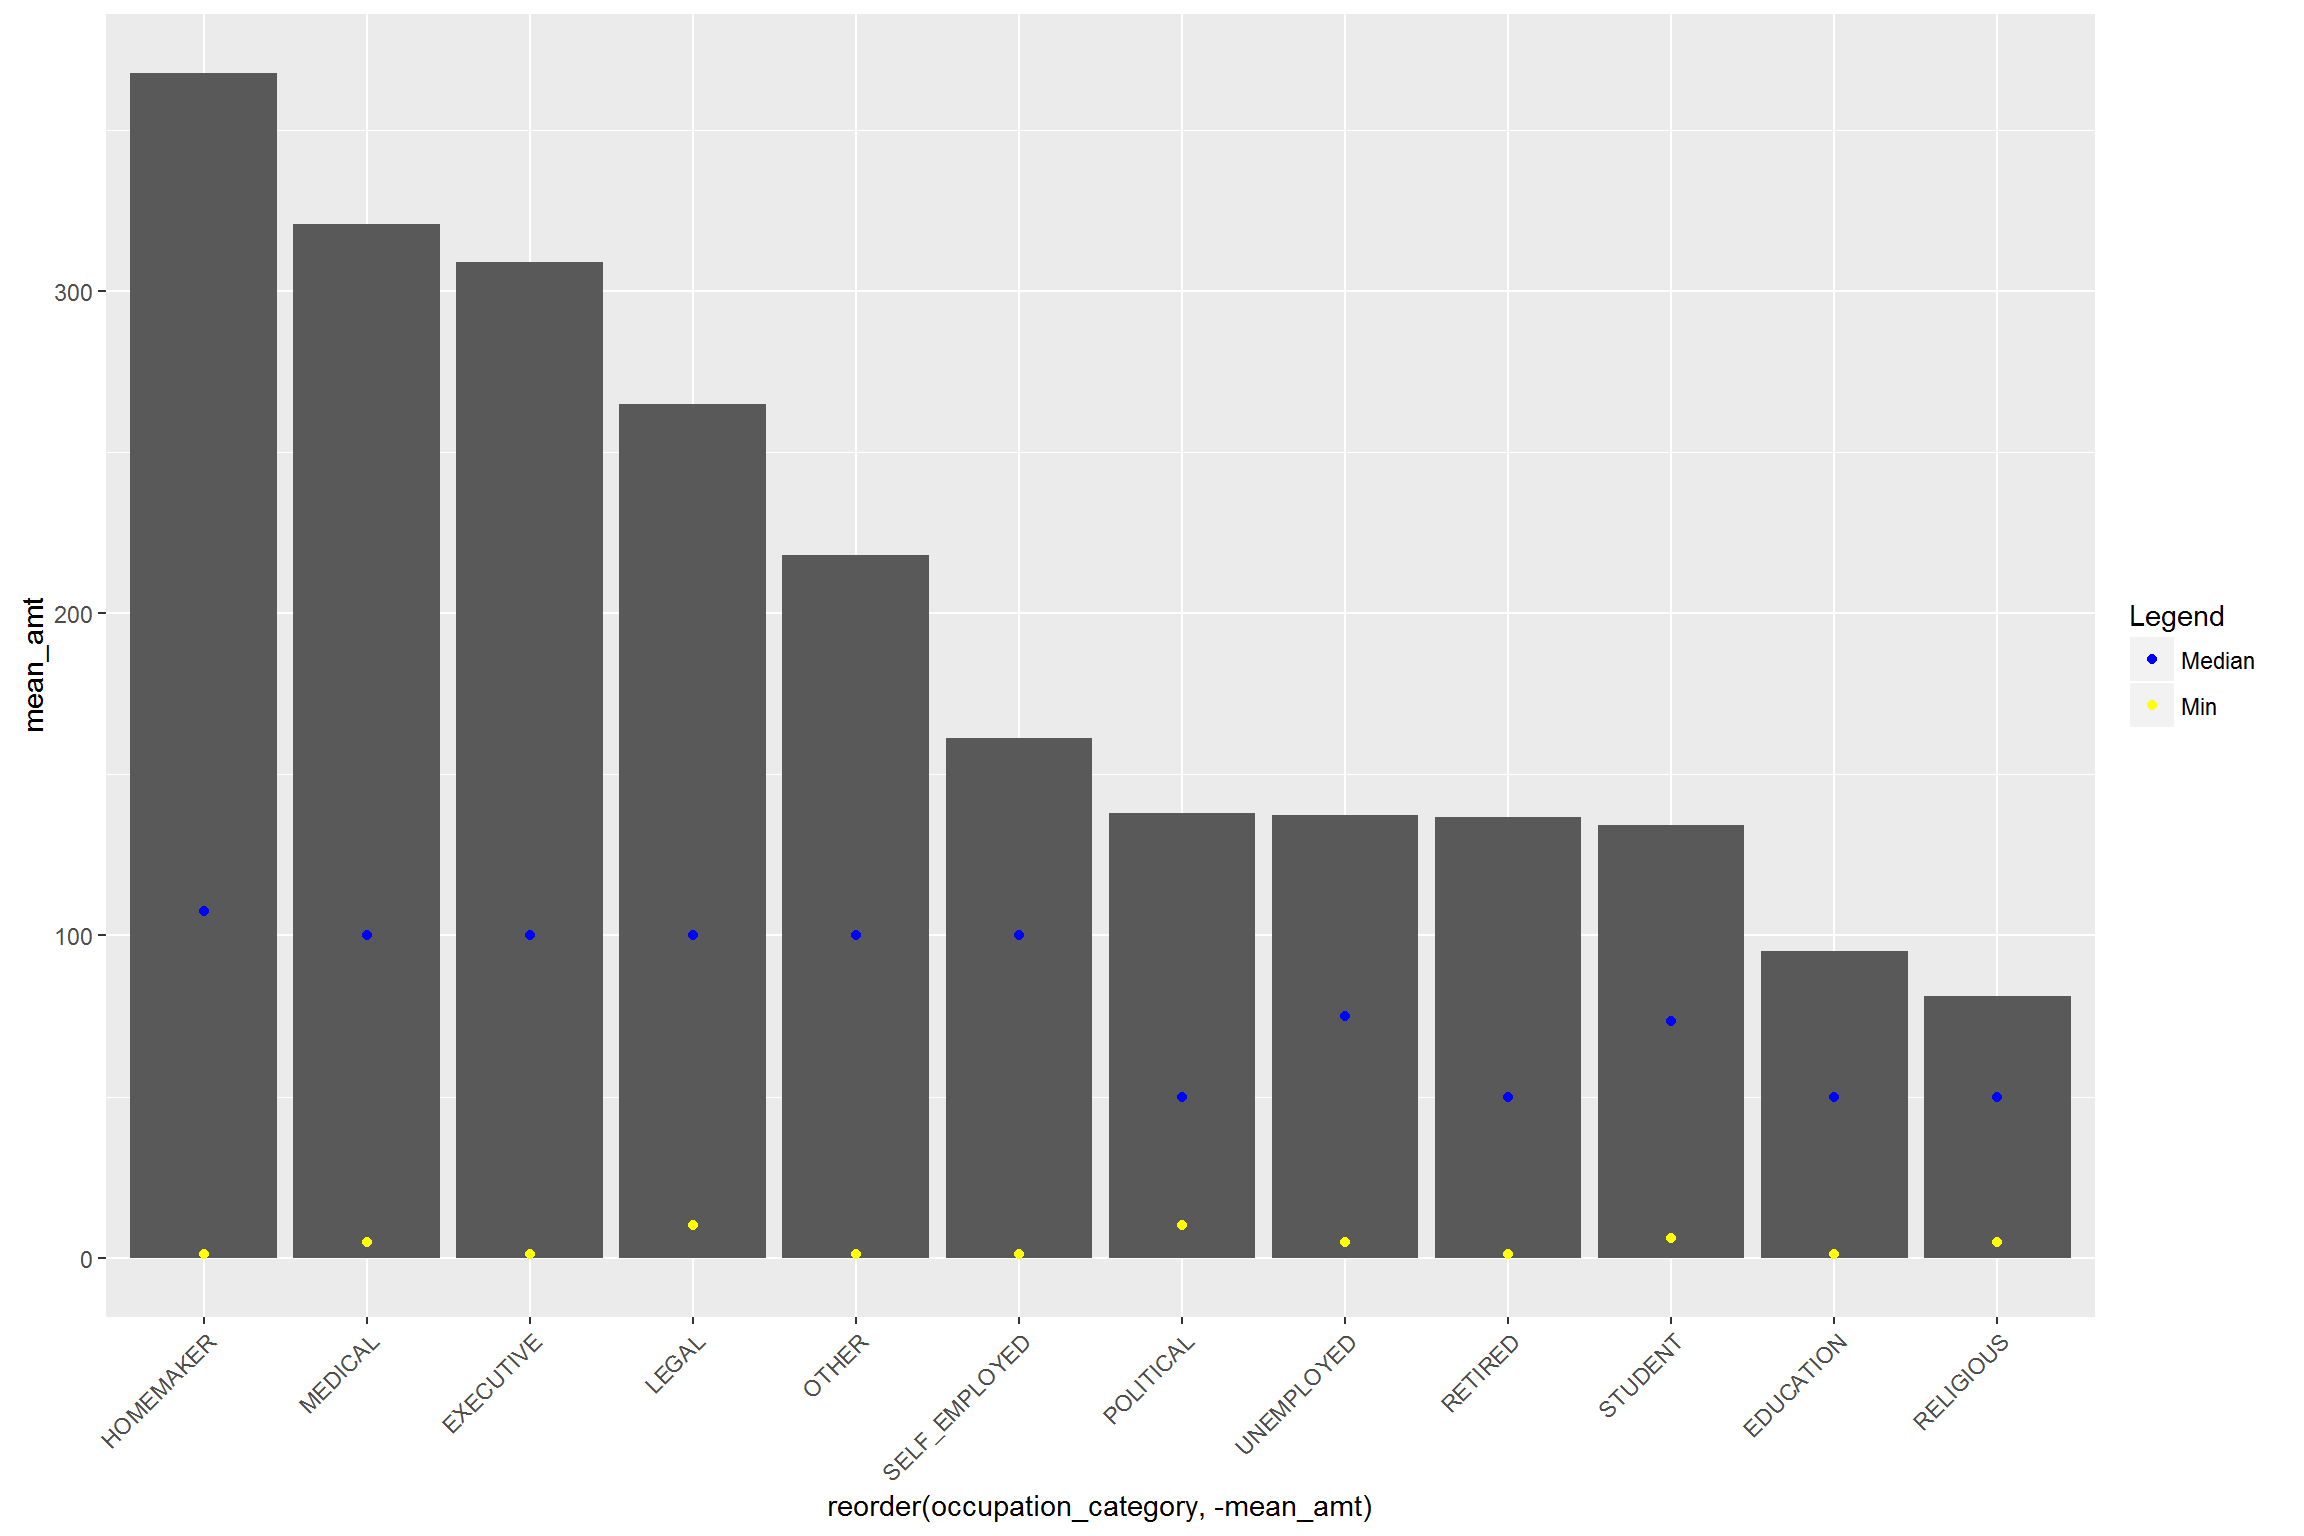 mean_amt
300
200
100
0
HOMEMAKER
MEDICAL
EXECUTIVE
LEGAL
OTHER
SELF_EMPLOYED
POLITICAL
UNEMPLOYED
RETIRED
STUDENT
EDUCATION
RELIGIOUS
reorder(occupation_category, -mean_amt)
Legend
Median
Min